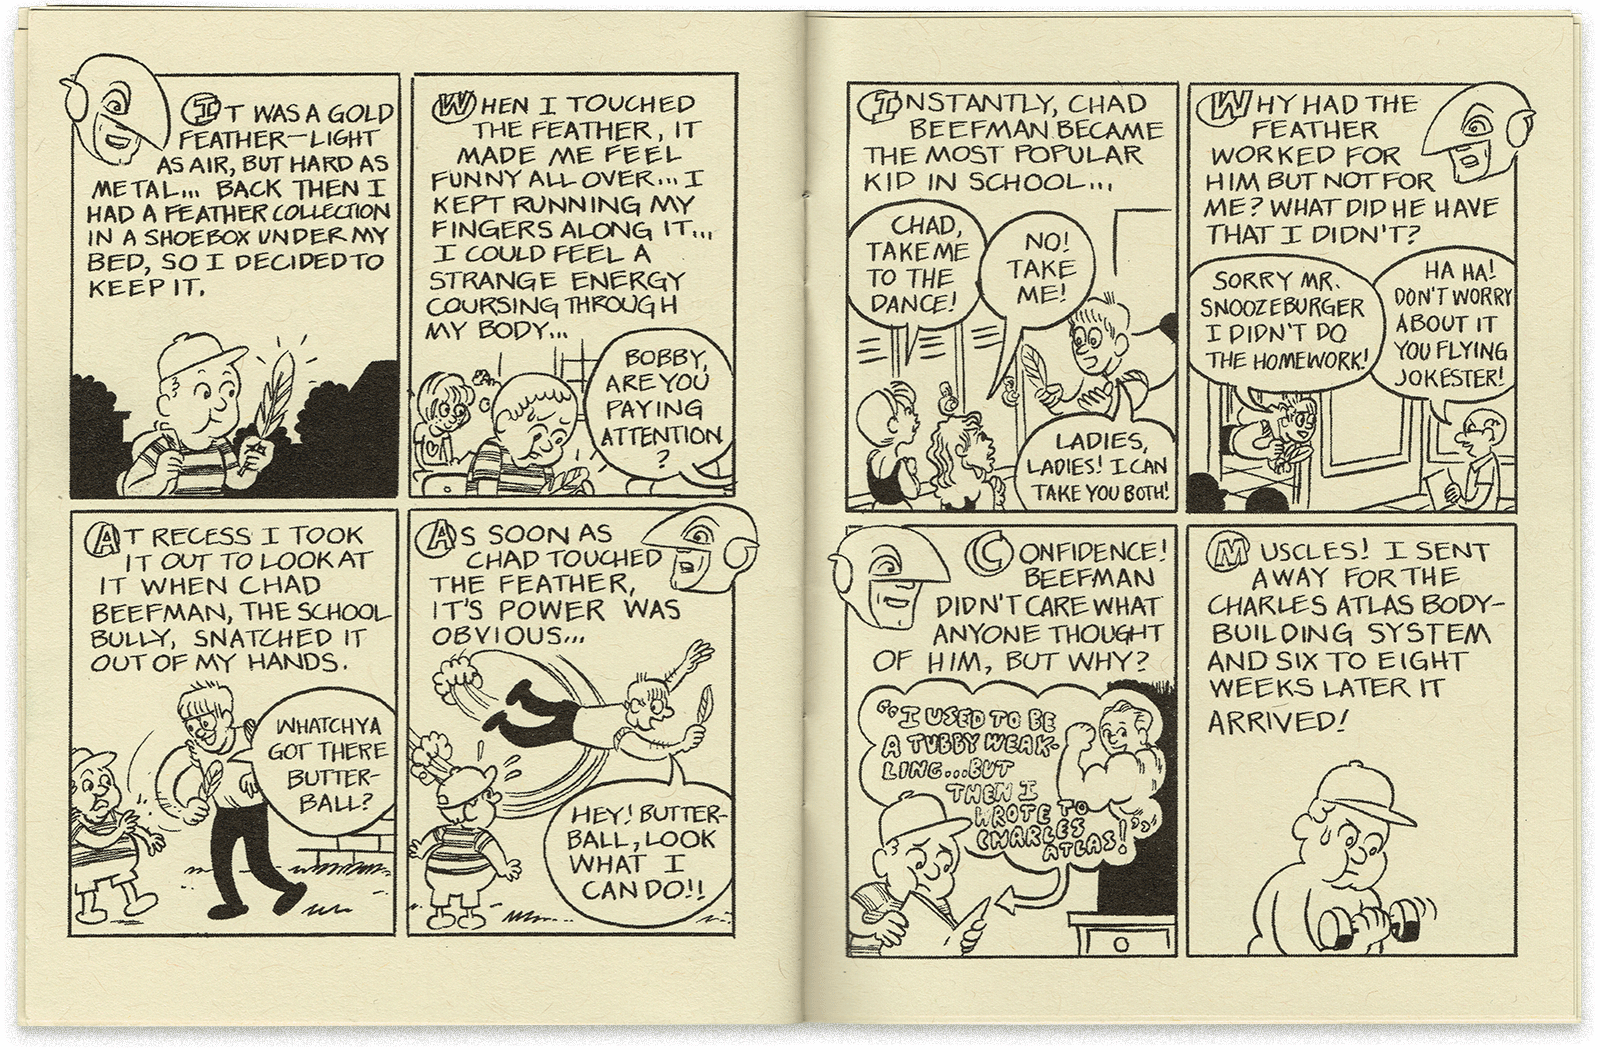 IT WAS A GOLD
FEATHER—LIGHT
AS AIR, BUT HARD AS
METAL... BACK THEN I
HAD A FEATHER COLLECTION
IN A SHOEBOX UNDER MY
BED, SO I DECIDED TO
KEEP IT.
WHEN I TOUCHED
THE FEATHER, IT
MADE ME FEEL
FUNNY ALL OVER... I
KEPT RUNNING MY
FINGERS ALONG IT...
I COULD FEEL A
STRANGE ENERGY
COURSING THROUGH
MY BODY...
BOBBY,
ARE YOU
PAYING
ATTENTION
?
AT RECESS I TOOK
IT OUT TO LOOK AT
IT WHEN CHAD
BEEFMAN, THE SCHOOL
BULLY, SNATCHED IT
OUT OF MY HANDS.
WHATCHYA
GOT THERE
BUTTER-
BALL?
AS SOON AS
CHAD TOUCHED
THE FEATHER,
IT'S POWER WAS
OBVIOUS...
HEY! BUTTER-
BALL, LOOK
WHAT I
CAN DO!!
INSTANTLY, CHAD
BEEFMAN BECAME
THE MOST POPULAR
KID IN SCHOOL...
CHAD,
TAKE ME
TO THE
DANCE!
NO!
TAKE
ME!
LADIES,
LADIES! I CAN
TAKE YOU BOTH!
WHY HAD THE
FEATHER
WORKED FOR
HIM BUT NOT FOR
ME? WHAT DID HE HAVE
THAT I DIDN'T?
SORRY MR.
SNOOZEBURGER
I DIDN'T DO
THE HOMEWORK!
HA HA!
DON'T WORRY
ABOUT IT
YOU FLYING
JOKESTER!
CONFIDENCE!
BEEFMAN
DIDN'T CARE WHAT
ANYONE THOUGHT
OF HIM, BUT WHY?
"I USED TO BE
A TUBBY WEAK-
LING...BUT
THEN I
WROTE TO
CHARLES
ATLAS!
MUSCLES! I SENT
AWAY FOR THE
CHARLES ATLAS BODY-
BUILDING SYSTEM
AND SIX TO EIGHT
WEEKS LATER IT
ARRIVED!